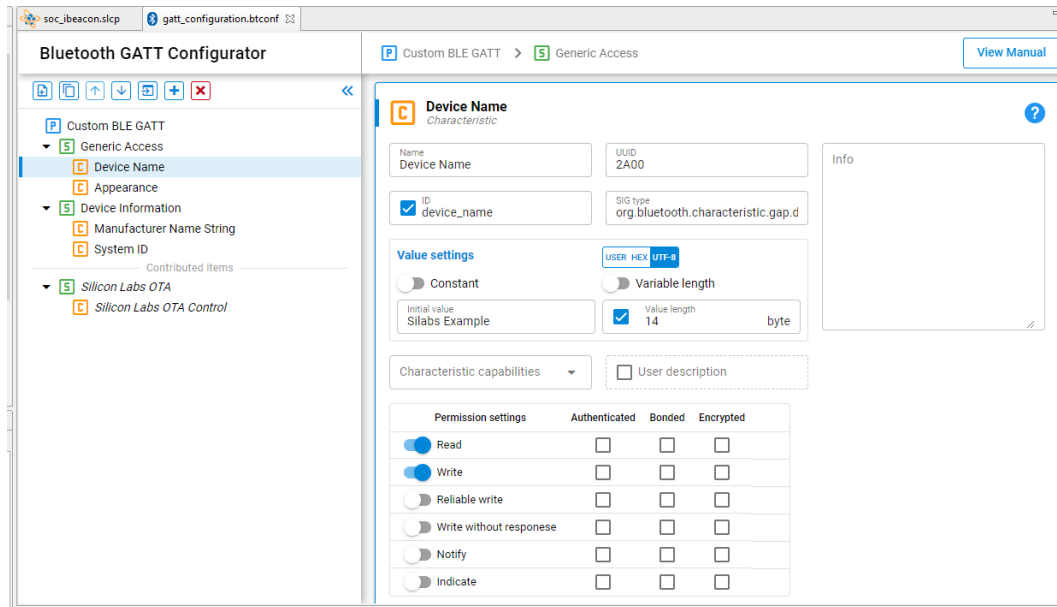 soc_ibeacon.slcp
gatt_configuration.btconf
Bluetooth GATT Configurator
P Custom BLE GATT
S Generic Access
C Device Name
C Appearance
S Device Information
C Manufacturer Name String
C System ID
Contributed items
S Silicon Labs OTA
C Silicon Labs OTA Control
P Custom BLE GATT > S Generic Access
View Manual
C Device Name
Characteristic
?
Name
Device Name
UUID
2A00
Info
ID
device_name
SIG type
org.bluetooth.characteristic.gap.d
Value settings
USER HEX UTF-8
Constant
Variable length
Initial value
Silabs Example
Value length
14 byte
Characteristic capabilities
User description
Permission settings Authenticated Bonded Encrypted
Read
Write
Reliable write
Write without responese
Notify
Indicate